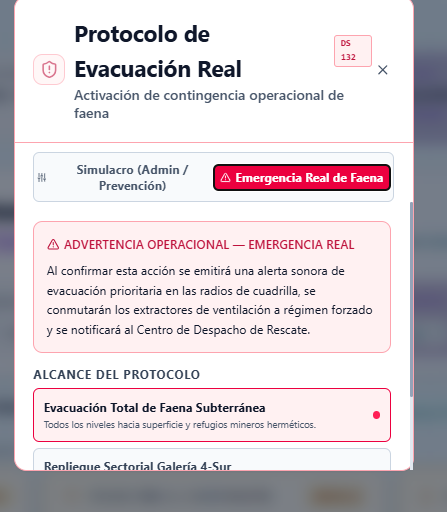 Protocolo de
Evacuación Real
DS
132
Activación de contingencia operacional de
faena
Simulacro (Admin /
Prevención)
Emergencia Real de Faena
ADVERTENCIA OPERACIONAL — EMERGENCIA REAL
Al confirmar esta acción se emitirá una alerta sonora de
evacuación prioritaria en las radios de cuadrilla, se
conmutarán los extractores de ventilación a régimen forzado
y se notificará al Centro de Despacho de Rescate.
ALCANCE DEL PROTOCOLO
Evacuación Total de Faena Subterránea
Todos los niveles hacia superficie y refugios mineros herméticos.
Repliegue Sectorial Galería 4-Sur